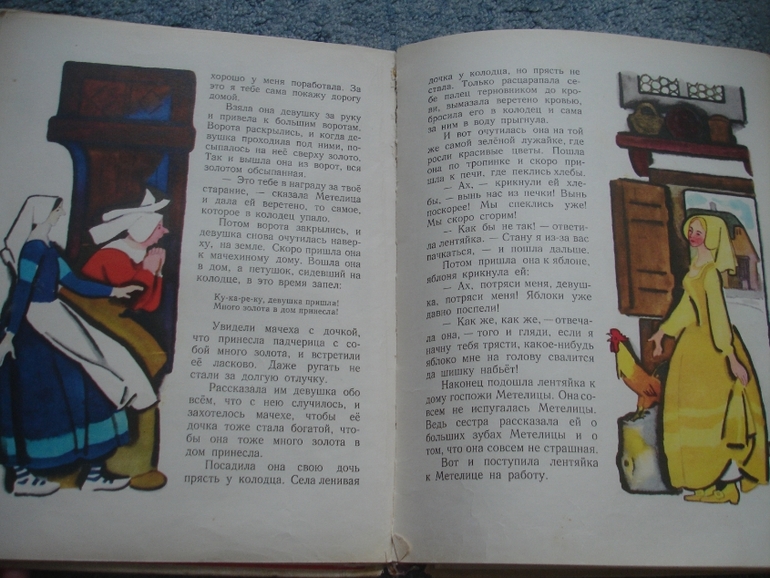 хорошо у меня поработала. За
это я тебе сама покажу дорогу
домой.
Взяла она девушку за руку
и привела к большим воротам.
Ворота раскрылись, и когда де-
вушка проходила под ними, по-
сыпалось на неё сверху золото.
Так и вышла она из ворот, вся
золотом обсыпанная.
— Это тебе в награду за твоё
старание, — сказала Метелица
и дала ей веретено, то самое,
которое в колодец упало.
Потом ворота закрылись, и
девушка снова очутилась навер-
ху, на земле. Скоро пришла она
к мачехиному дому. Вошла она
в дом, а петушок, сидевший на
колодце, в это время запел:
Ку-ка-ре-ку, девушка пришла!
Много золота в дом принесла!
Увидели мачеха с дочкой,
что принесла падчерица с со-
бой много золота, и встретили
её ласково. Даже ругать не
стали за долгую отлучку.
Рассказала им девушка обо
всём, что с нею случилось, и
захотелось мачехе, чтобы её
дочка тоже стала богатой, что-
бы она тоже много золота в
дом принесла.
Посадила она свою дочь
прясть у колодца. Села ленивая
дочка у колодца, но прясть не
стала. Только расцарапала се-
бе палец терновником до кро-
ви, вымазала веретено кровью,
бросила его в колодец и сама
за ним в воду прыгнула.
И вот очутилась она на той
же самой зелёной лужайке, где
росли красивые цветы. Пошла
она по тропинке и скоро при-
шла к печи, где пеклись хлебы.
— Ах, — крикнули ей хле-
бы, — вынь нас из печки! Вынь
поскорее! Мы спеклись уже!
Мы скоро сгорим!
— Как бы не так! — ответи-
ла лентяйка. — Стану я из-за вас
пачкаться, — и пошла дальше.
Потом пришла она к яблоне,
яблоня крикнула ей:
— Ах, потряси меня, девуш-
ка, потряси меня! Яблоки уже
давно поспели!
— Как же, как же, — отвеча-
ла она, — того и гляди, если я
начну тебя трясти, какое-нибудь
яблоко мне на голову свалится
да шишку набьёт!
Наконец подошла лентяйка к
дому госпожи Метелицы. Она со-
всем не испугалась Метелицы.
Ведь сестра рассказала ей о
больших зубах Метелицы и о
том, что она совсем не страшная.
Вот и поступила лентяйка
к Метелице на работу.